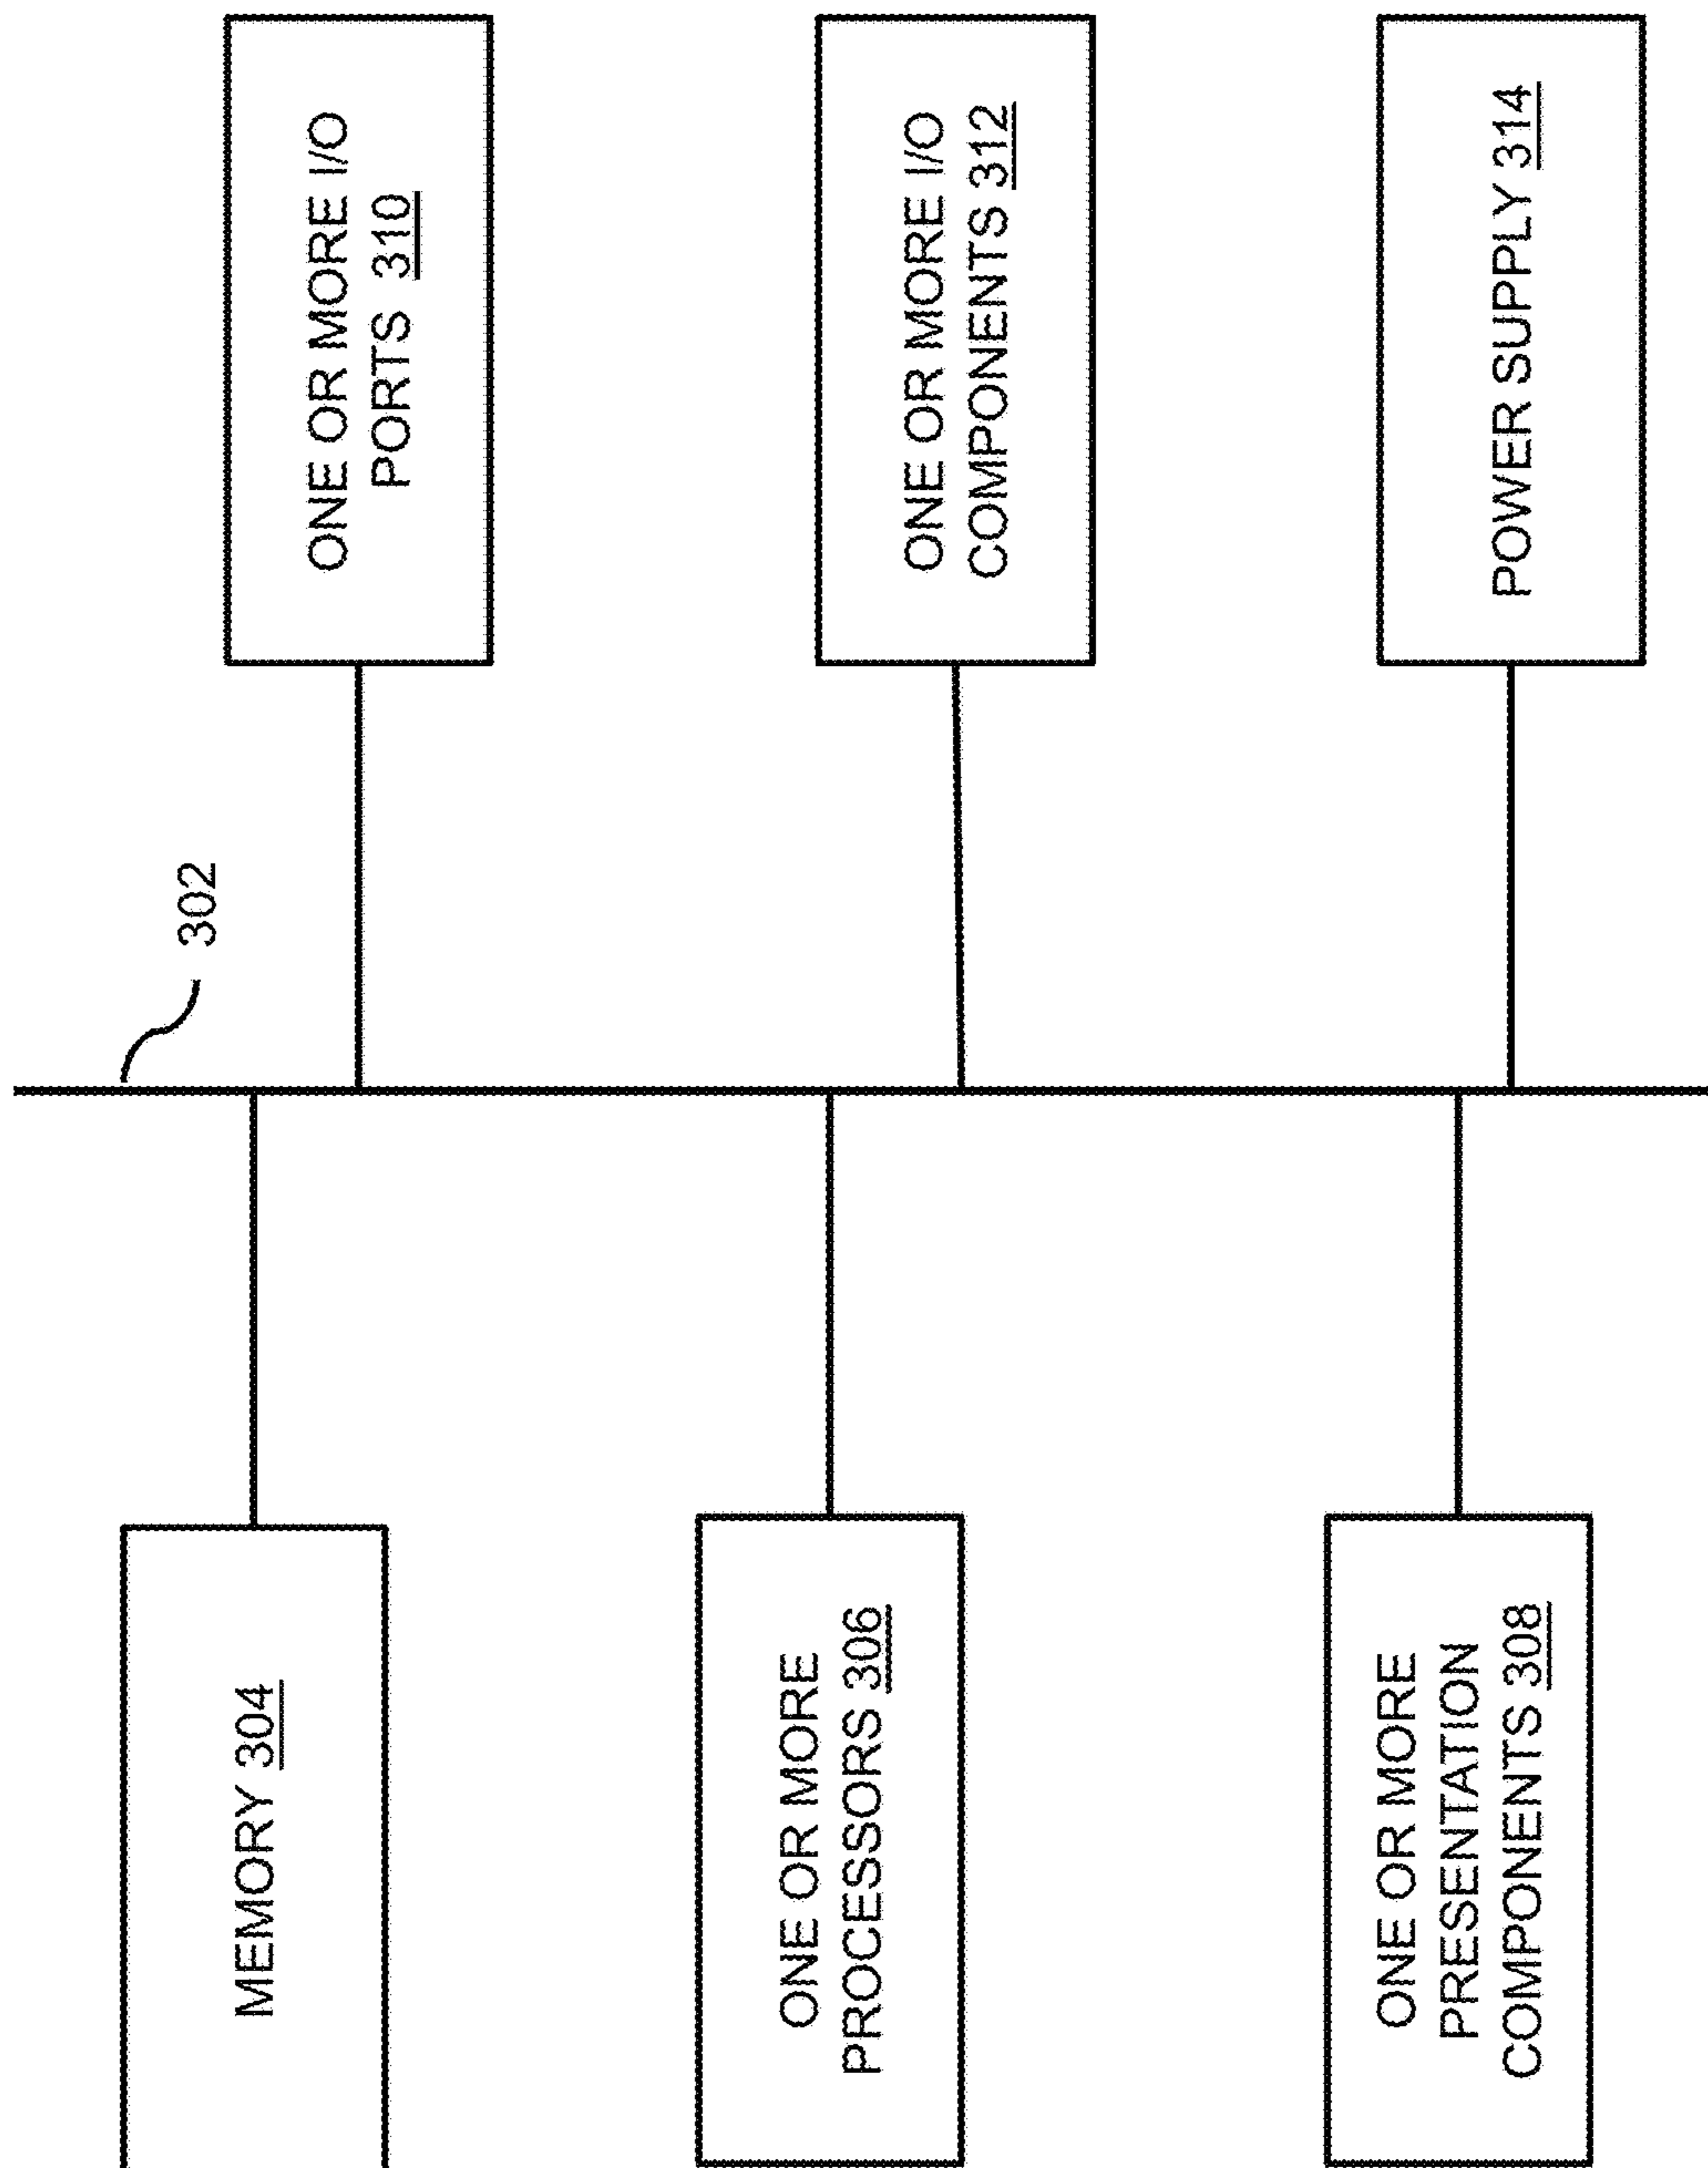 302
MEMORY 304
ONE OR MORE
PROCESSORS 306
ONE OR MORE
PRESENTATION
COMPONENTS 308
ONE OR MORE I/O
PORTS 310
ONE OR MORE I/O
COMPONENTS 312
POWER SUPPLY 314